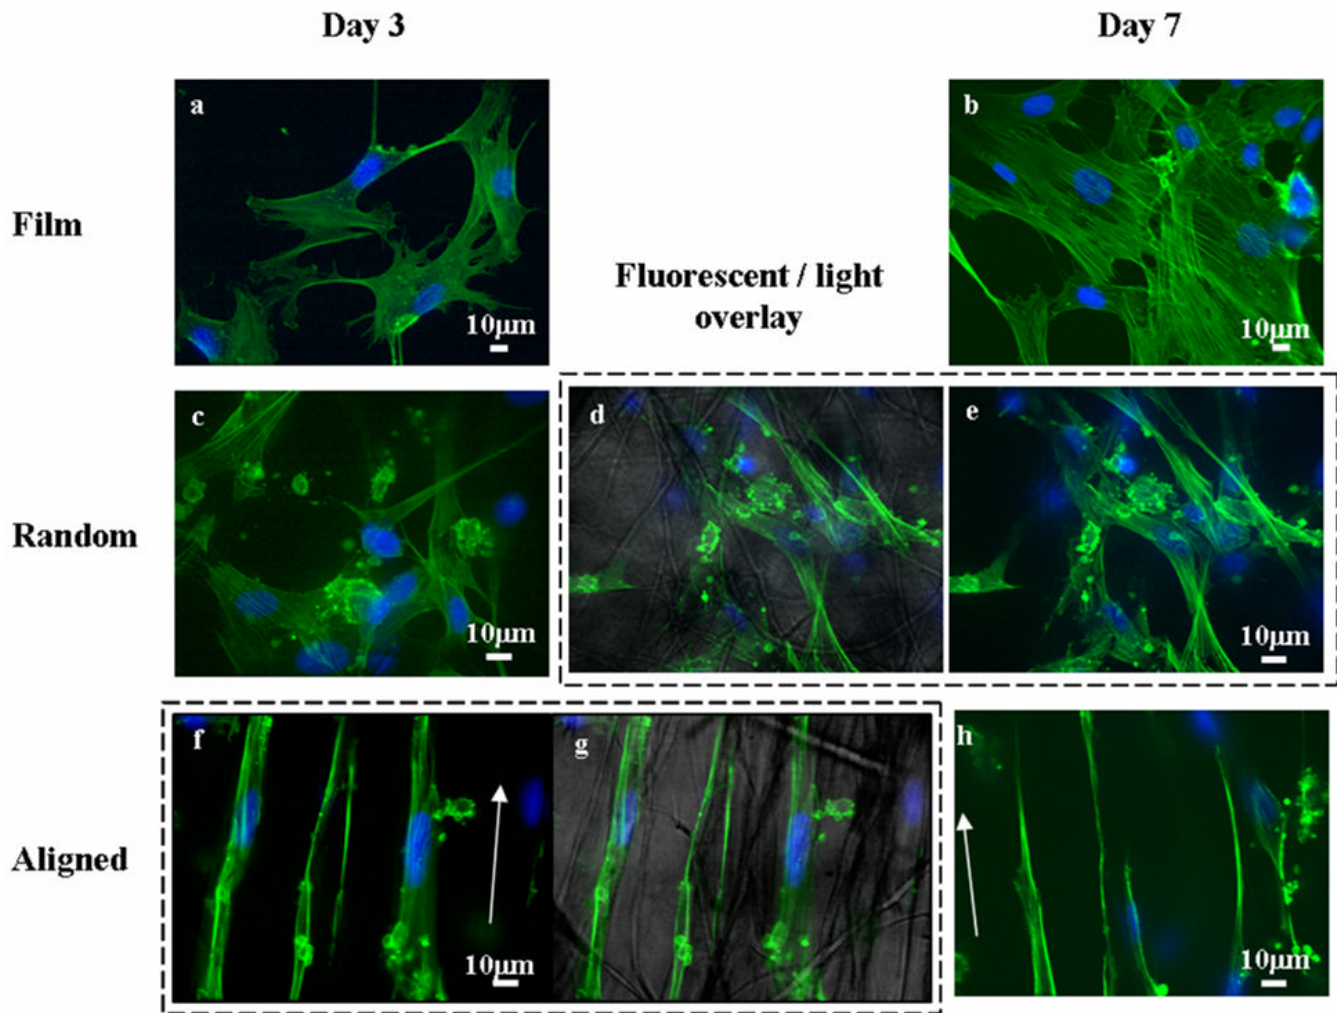 Day 3
Day 7
Film
a
10μm
Fluorescent / light
overlay
b
10μm
Random
c
10μm
d
e
10μm
Aligned
f
10μm
g
h
10μm